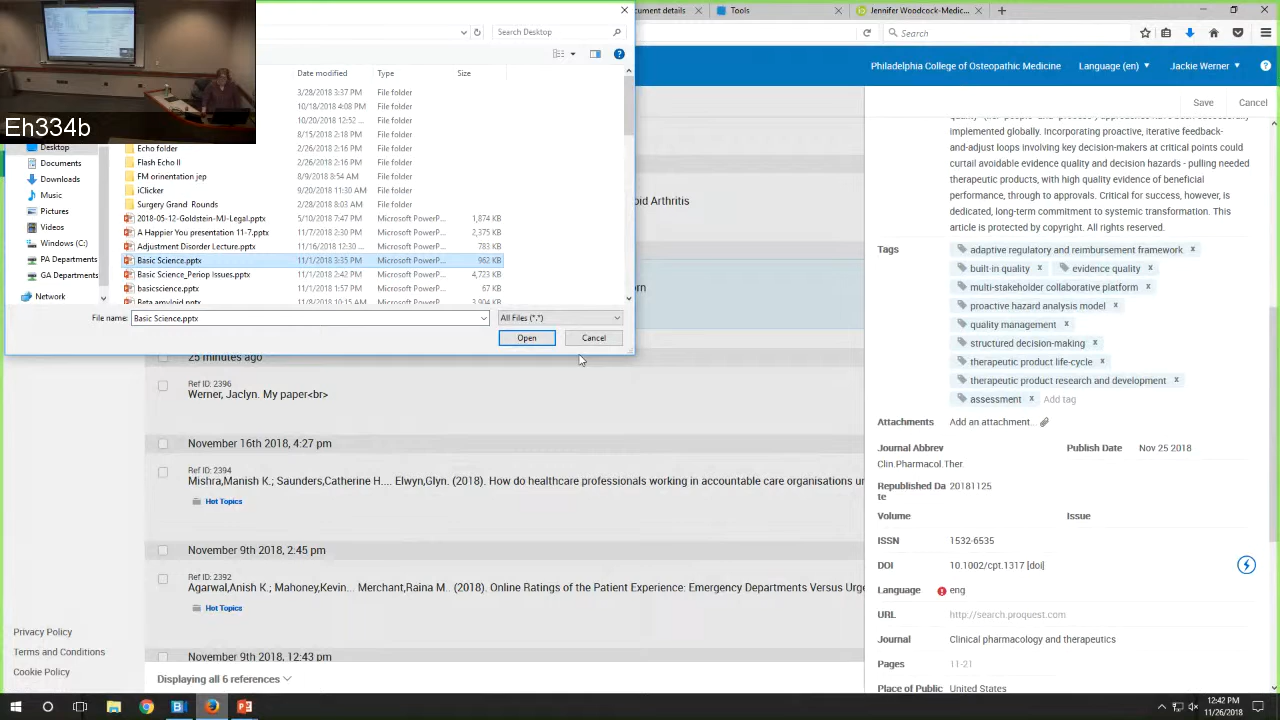 cument details
Tools
Jennifer Woodcock-Medic...
Search Desktop
Search
Philadelphia College of Osteopathic Medicine
Language (en)
Jackie Werner
Date modified
Type
Size
Save
Cancel
3/28/2018 3:37 PM
File folder
10/18/2018 4:08 PM
File folder
10/20/2018 12:52 ...
File folder
8/15/2018 2:18 PM
File folder
Eh334b
Desktop
Echo folder
2/26/2018 3:16 PM
File folder
Documents
Flash Echo II
2/26/2018 3:16 PM
File folder
Downloads
FM orientation jep
8/9/2018 8:54 AM
File folder
Music
iClicker
9/20/2018 11:30 AM
File folder
Pictures
Surgery Grand Rounds
2/28/2018 8:03 AM
File folder
Videos
2018-05-12-Goldstein-MJ-Legal.pptx
5/10/2018 7:47 PM
Microsoft PowerP...
1,874 KB
Windows (C:)
A Happier You presentation 11-7.pptx
11/7/2018 2:30 PM
Microsoft PowerP...
2,375 KB
PA Departments
Adjustment Disorder Lecture.pptx
11/16/2018 12:30 ...
Microsoft PowerP...
783 KB
GA Departments
Basic Science.pptx
11/1/2018 3:35 PM
Microsoft PowerP...
962 KB
Basic Science_Periop Issues.pptx
11/1/2018 2:42 PM
Microsoft PowerP...
4,723 KB
basicscience.pptx
11/1/2018 1:57 PM
Microsoft PowerP...
67 KB
Network
Beta amyloid.pptx
11/8/2018 10:15 AM
Microsoft PowerP...
3,904 KB
File name:
Basic Science.pptx
All Files (*.*)
Open
Cancel
oid Arthritis
orn
25 minutes ago
Ref ID: 2396
Werner, Jaclyn. My paper<br>
November 16th 2018, 4:27 pm
Ref ID: 2394
Mishra,Manish K.; Saunders,Catherine H.... Elwyn,Glyn. (2018). How do healthcare professionals working in accountable care organisations un
Hot Topics
November 9th 2018, 2:45 pm
Ref ID: 2392
Agarwal,Anish K.; Mahoney,Kevin... Merchant,Raina M.. (2018). Online Ratings of the Patient Experience: Emergency Departments Versus Urge
Hot Topics
November 9th 2018, 12:43 pm
Displaying all 6 references
Privacy Policy
Terms and Conditions
Cookie Policy
implemented globally. Incorporating proactive, iterative feedback-
and-adjust loops involving key decision-makers at critical points could
curtail avoidable evidence quality and decision hazards - pulling needed
therapeutic products, with high quality evidence of beneficial
performance, through to approvals. Critical for success, however, is
dedicated, long-term commitment to systemic transformation. This
article is protected by copyright. All rights reserved.
Tags
adaptive regulatory and reimbursement framework x
built-in quality x evidence quality x
multi-stakeholder collaborative platform x
proactive hazard analysis model x
quality management x
structured decision-making x
therapeutic product life-cycle x
therapeutic product research and development x
assessment x Add tag
Attachments
Add an attachment...
Journal Abbrev
Clin.Pharmacol.Ther.
Publish Date
Nov 25 2018
Republished Da
te
20181125
Volume
Issue
ISSN
1532-6535
DOI
10.1002/cpt.1317 [doi]
Language
eng
URL
http://search.proquest.com
Journal
Clinical pharmacology and therapeutics
Pages
11-21
Place of Public
United States
12:42 PM
11/26/2018